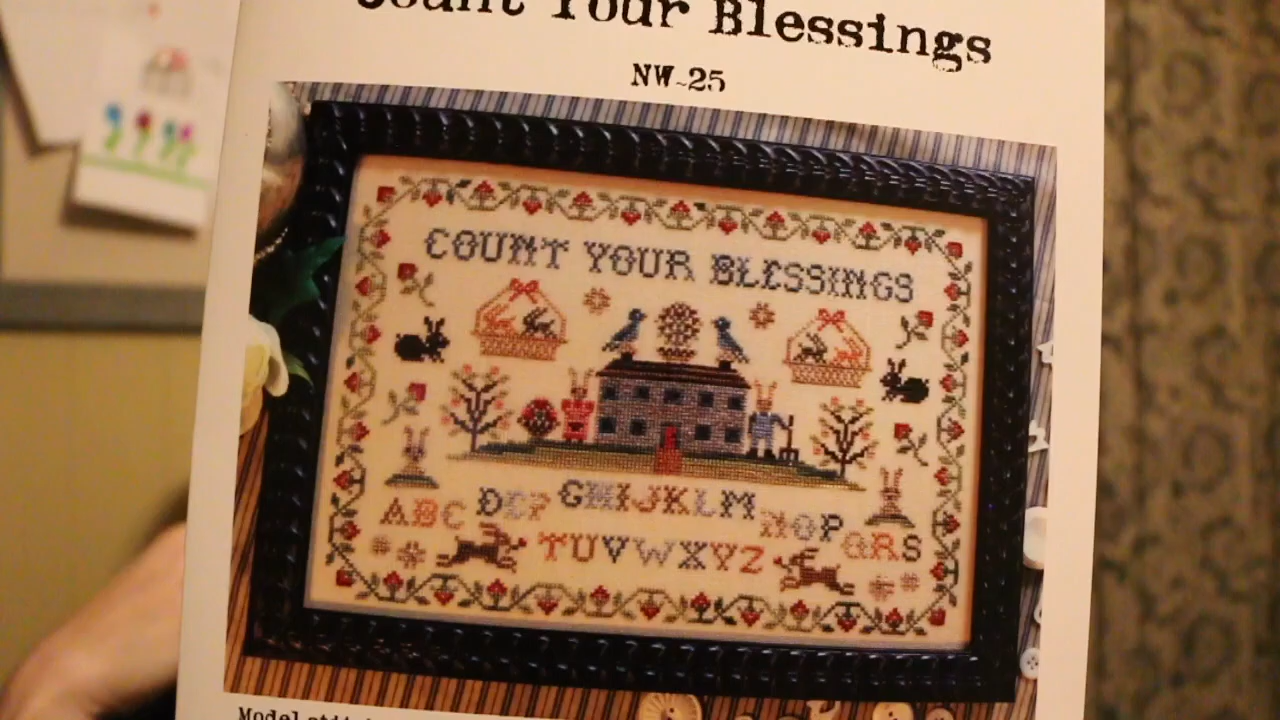 Count Your Blessings
NW-25
COUNT YOUR BLESSINGS
ABC DEF GHIJKLM NOP QRS
TUVWXYZ